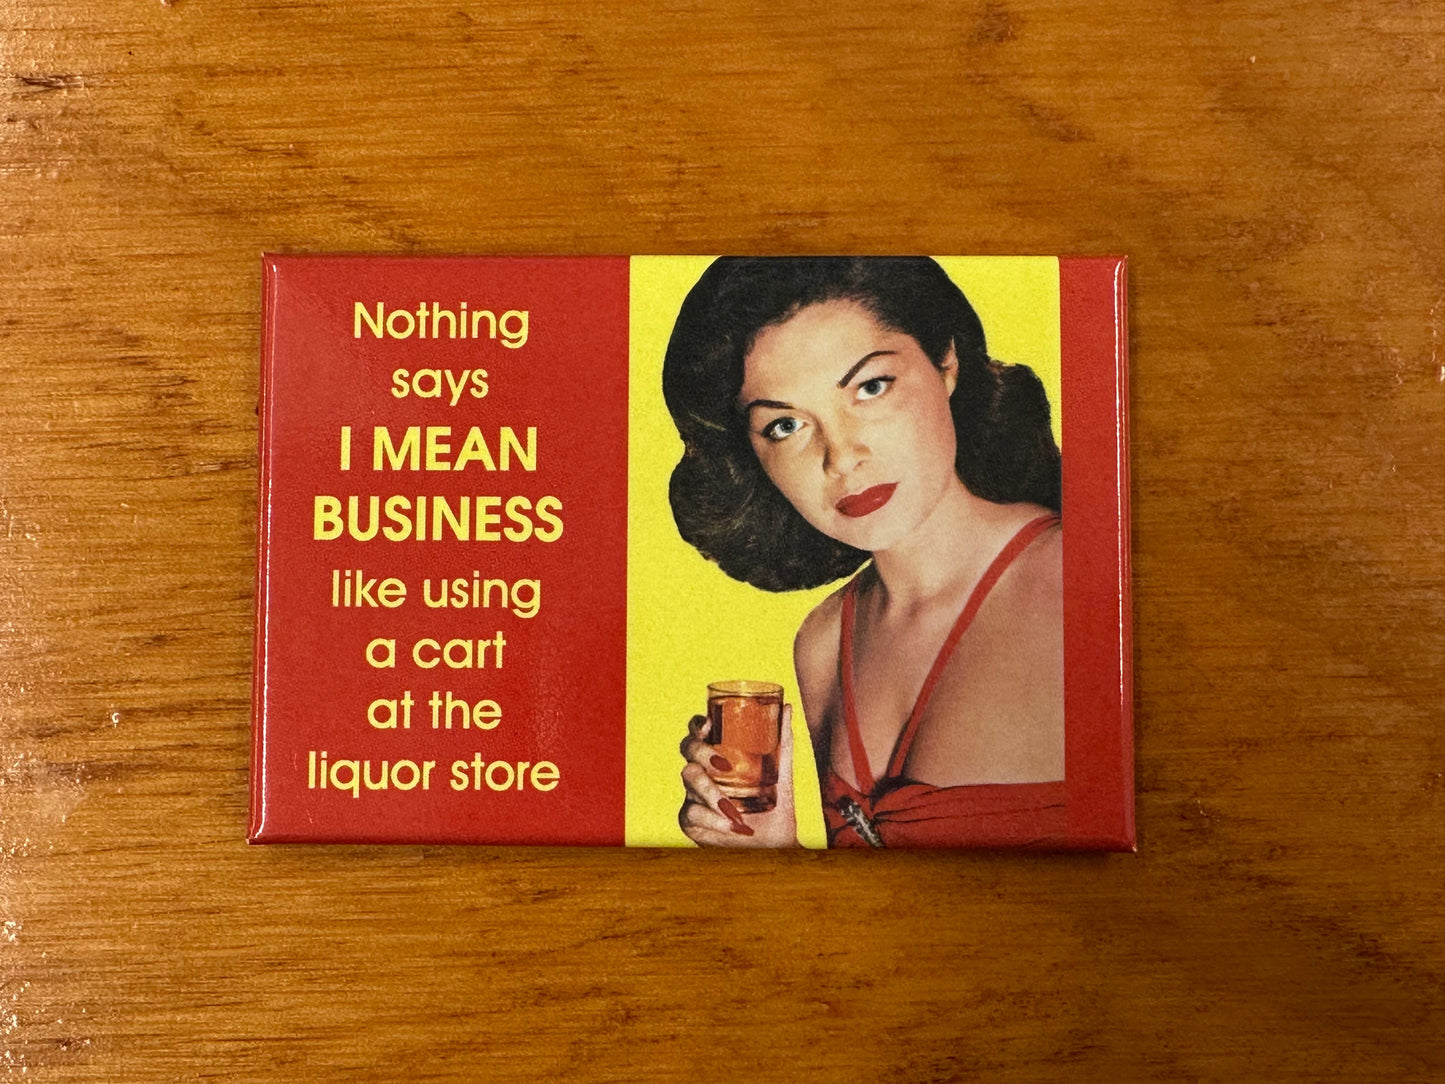 Nothing
says
I MEAN
BUSINESS
like using
a cart
at the
liquor store